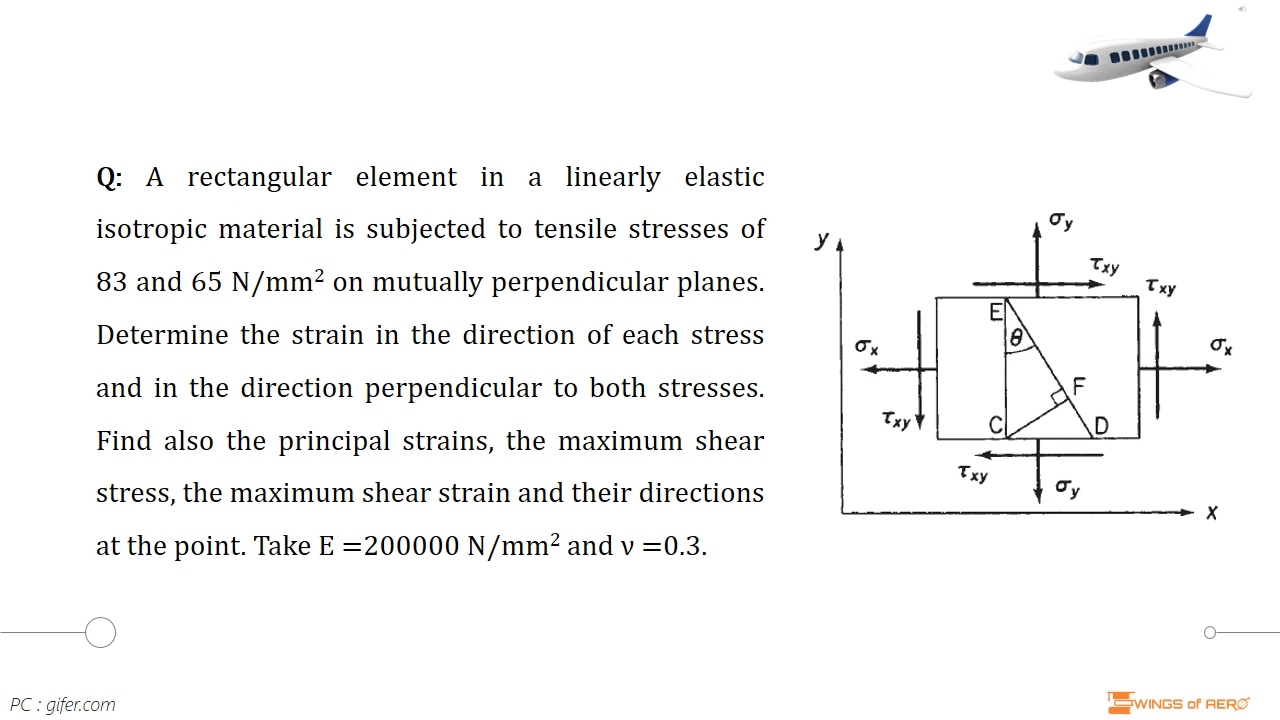 Q: A rectangular element in a linearly elastic
isotropic material is subjected to tensile stresses of
83 and 65 N/mm² on mutually perpendicular planes.
Determine the strain in the direction of each stress
and in the direction perpendicular to both stresses.
Find also the principal strains, the maximum shear
stress, the maximum shear strain and their directions
at the point. Take E =200000 N/mm² and ν =0.3.
σy
y
τxy
τxy
E
θ
σx
σx
F
τxy
C
D
τxy
σy
x
PC : gifer.com
WINGS of AERO